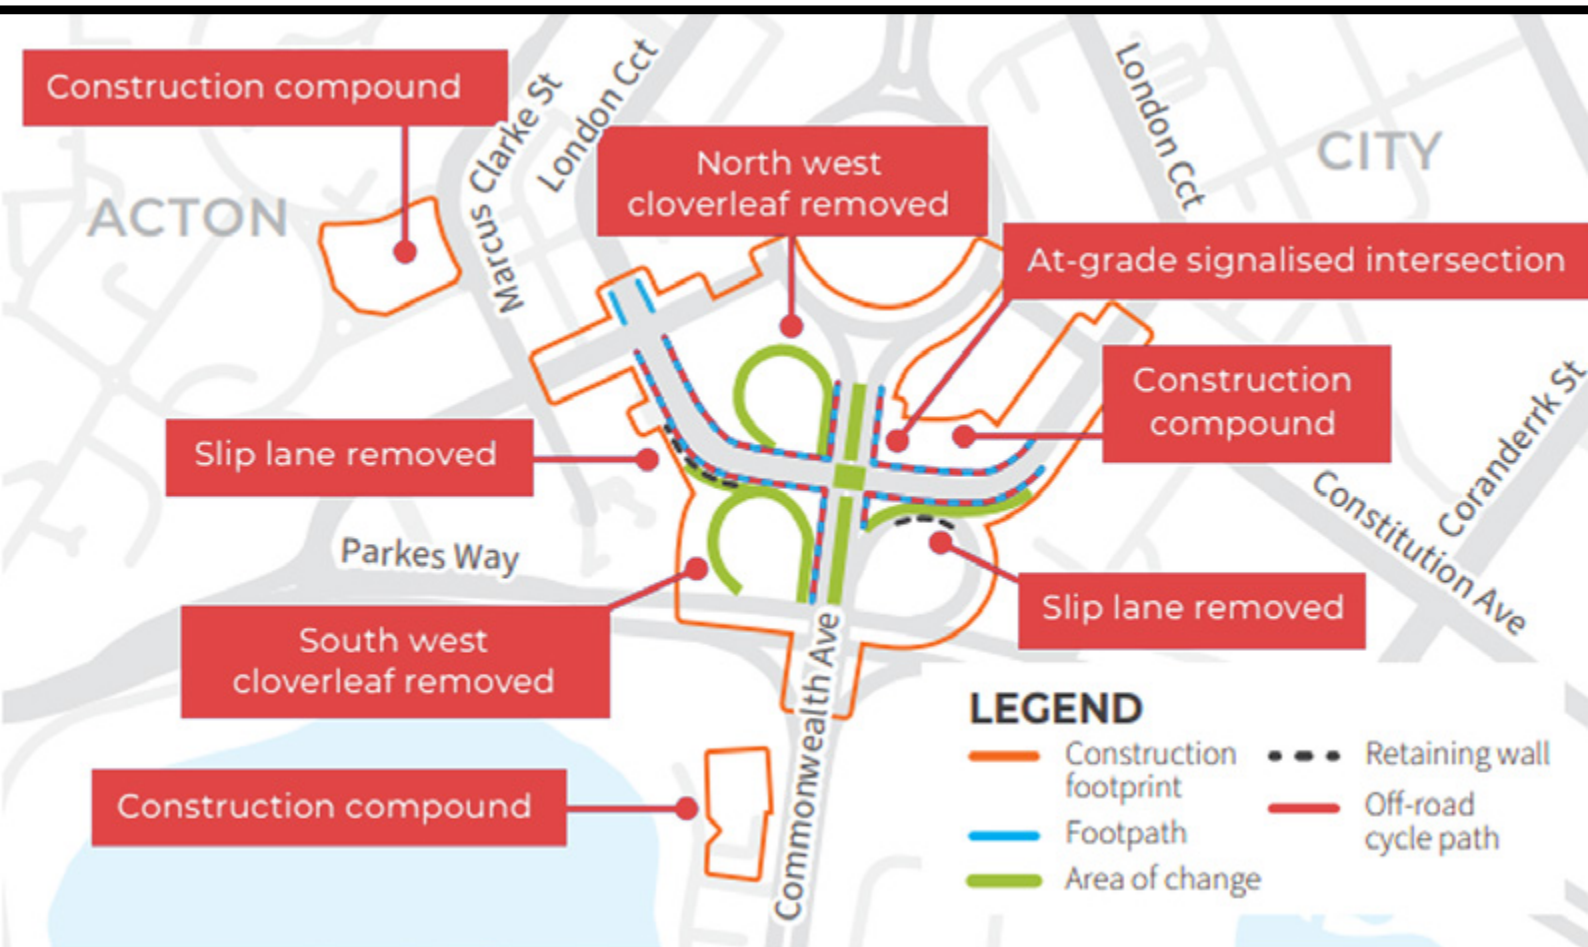 Construction compound
Marcus Clarke St
London Cct
London Cct
CITY
ACTON
North west
cloverleaf removed
At-grade signalised intersection
Construction
compound
Slip lane removed
Coranderrk St
Constitution Ave
Parkes Way
Slip lane removed
South west
cloverleaf removed
Commonwealth Ave
Construction compound
LEGEND
Construction
footprint
Footpath
Area of change
Retaining wall
Off-road
cycle path